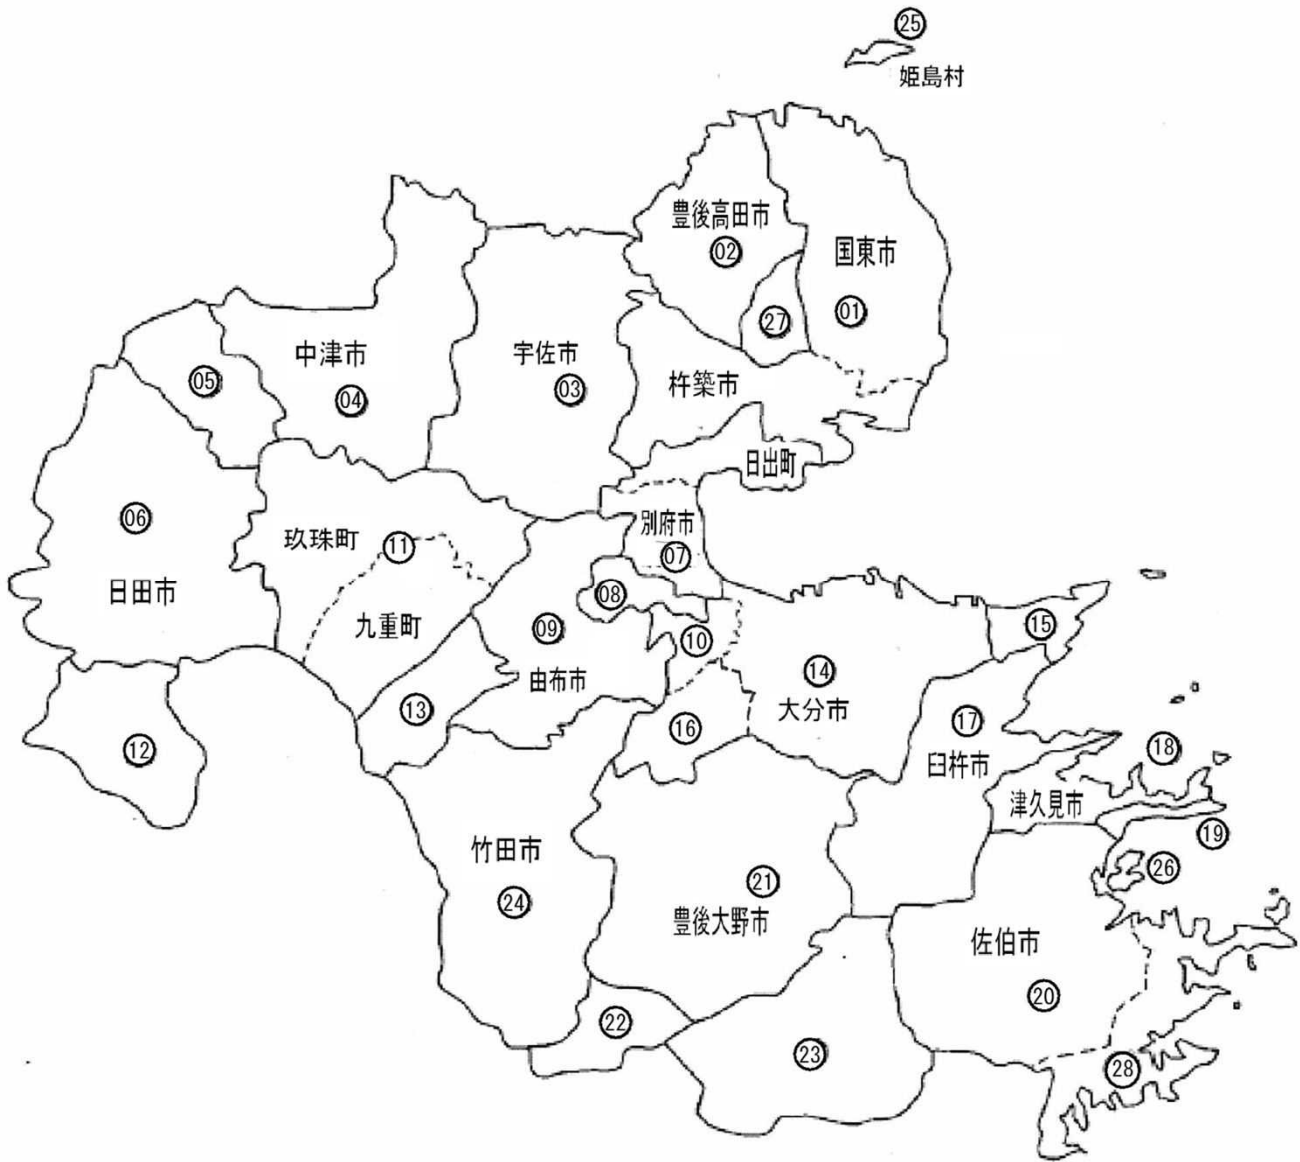 25
姫島村
豊後高田市
02
国東市
01
27
中津市
04
宇佐市
03
05
杵築市
日出町
06
日田市
玖珠町
11
九重町
別府市
07
08
09
由布市
10
14
大分市
15
12
13
16
17
臼杵市
18
津久見市
19
竹田市
24
21
豊後大野市
26
佐伯市
20
22
23
28